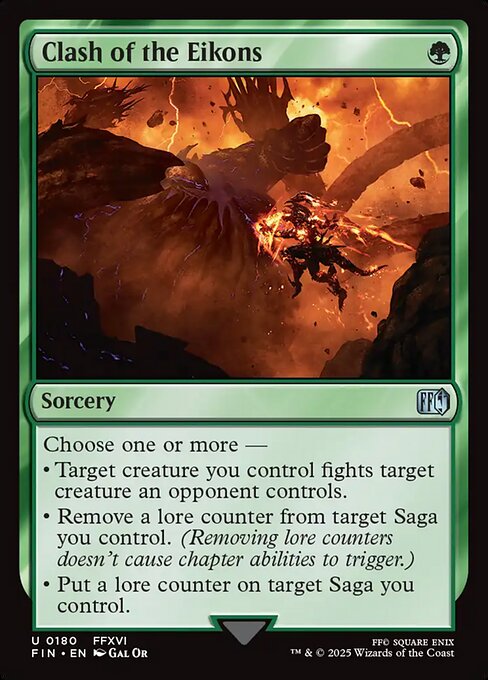 Clash of the Eikons
Sorcery
FF
Choose one or more —
• Target creature you control fights target
creature an opponent controls.
• Remove a lore counter from target Saga
you control. (Removing lore counters
doesn't cause chapter abilities to trigger.)
• Put a lore counter on target Saga you
control.
U 0180 FFXVI
FIN • EN Gal Or
FF© SQUARE ENIX
™ & © 2025 Wizards of the Coast